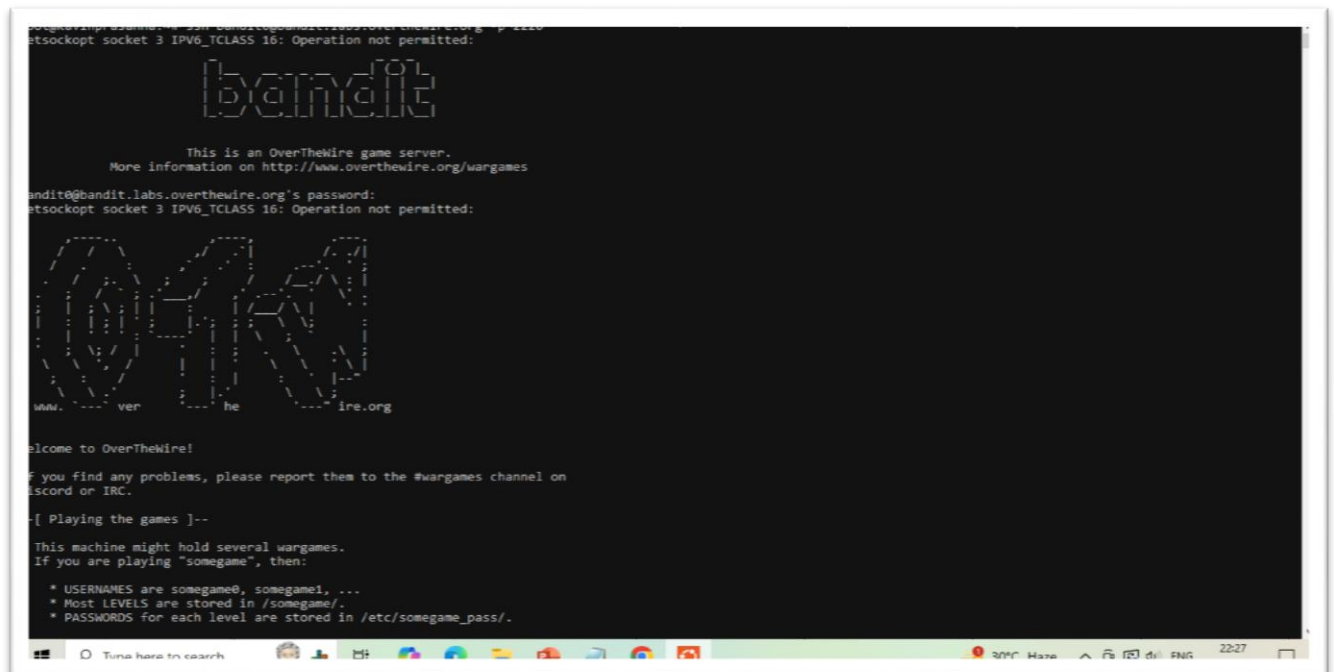 etsockopt socket 3 IPV6_TCLASS 16: Operation not permitted:
bandit
This is an OverTheWire game server.
More information on http://www.overthewire.org/wargames
andit0@bandit.labs.overthewire.org's password:
etsockopt socket 3 IPV6_TCLASS 16: Operation not permitted:
www. ver he ire.org
elcome to OverTheWire!
f you find any problems, please report them to the #wargames channel on
iscord or IRC.
-[ Playing the games ]--
This machine might hold several wargames.
If you are playing "somegame", then:
* USERNAMES are somegame0, somegame1, ...
* Most LEVELS are stored in /somegame/.
* PASSWORDS for each level are stored in /etc/somegame_pass/.
Type here to search
30°C Haze ENG 22:27